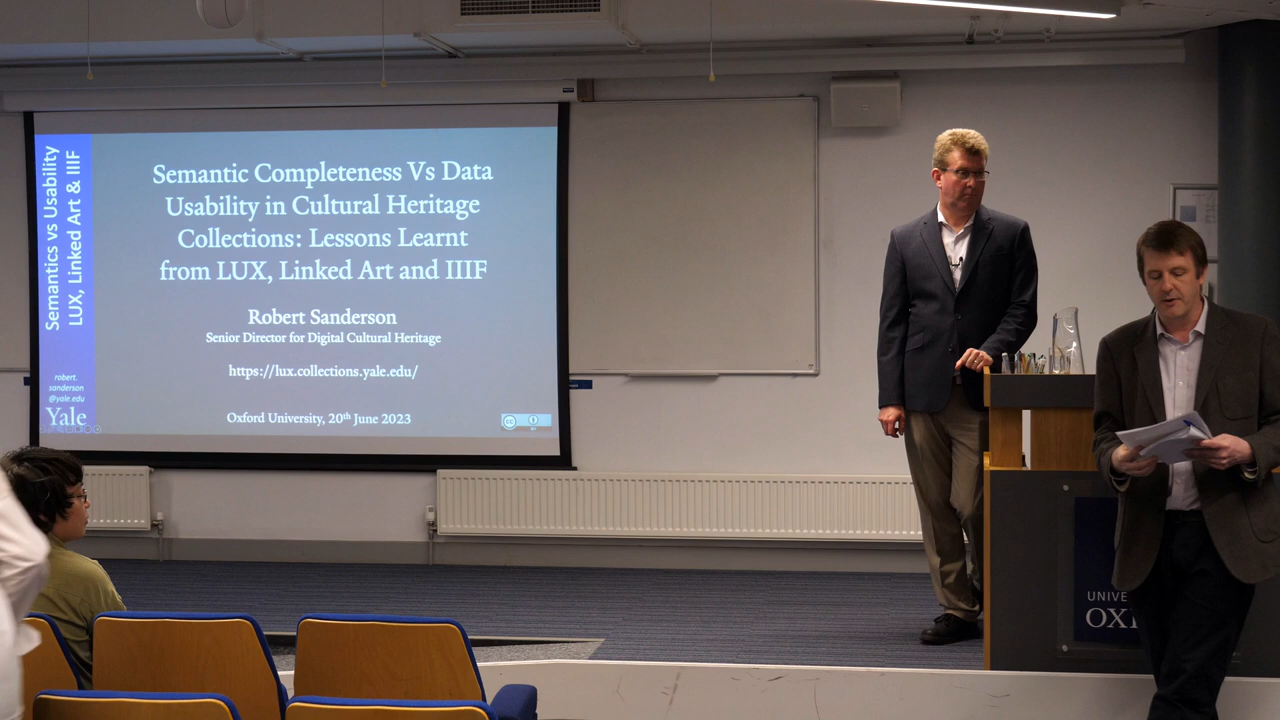 Semantics vs Usability
LUX, Linked Art & IIIF
robert.
sanderson
@yale.edu
Yale
Semantic Completeness Vs Data
Usability in Cultural Heritage
Collections: Lessons Learnt
from LUX, Linked Art and IIIF
Robert Sanderson
Senior Director for Digital Cultural Heritage
https://lux.collections.yale.edu/
Oxford University, 20th June 2023
CC
UNIVE
OXF